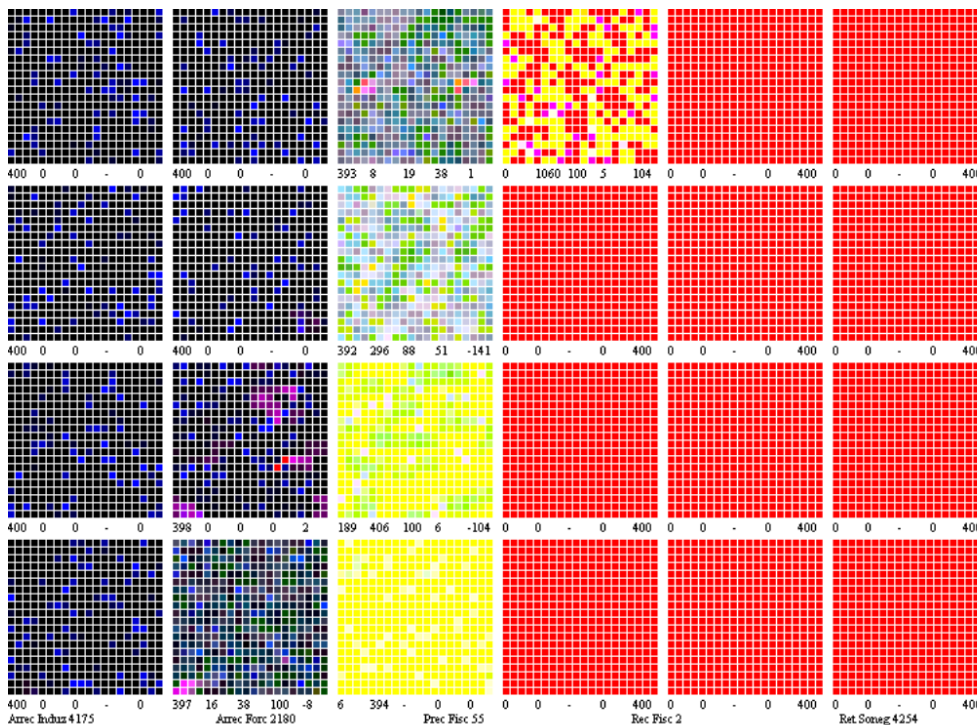 400 0 0 - 0 400 0 0 - 0 393 8 19 38 1 0 1060 100 5 104 0 0 - 0 400 0 0 - 0 400
400 0 0 - 0 400 0 0 - 0 392 296 88 51 -141 0 0 - 0 400 0 0 - 0 400 0 0 - 0 400
400 0 0 - 0 398 0 0 0 2 189 406 100 6 -104 0 0 - 0 400 0 0 - 0 400 0 0 - 0 400
400 0 0 - 0 397 16 38 100 -8 6 394 - 0 0 0 0 - 0 400 0 0 - 0 400 0 0 - 0 400
Arrec Induz 4175 Arrec Forc 2180 Prec Fisc 55 Rec Fisc 2 Ret Soneg 4254